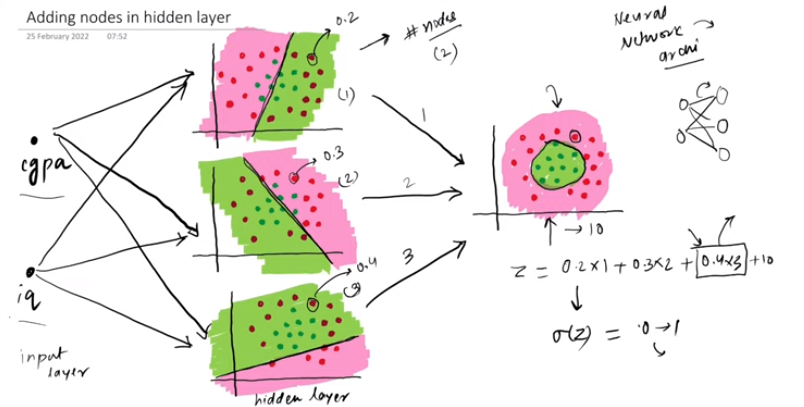 Adding nodes in hidden layer
25 February 2022 07:52
0.2
# nodes
(2)
Neural
Network
archi
(1)
1
cgpa
0.3
(2)
2
0.4
(3)
3
→ 10
iq
z = 0.2x1 + 0.3x2 + 0.4x3 + 10
σ(z) = 0 → 1
input
layer
hidden layer